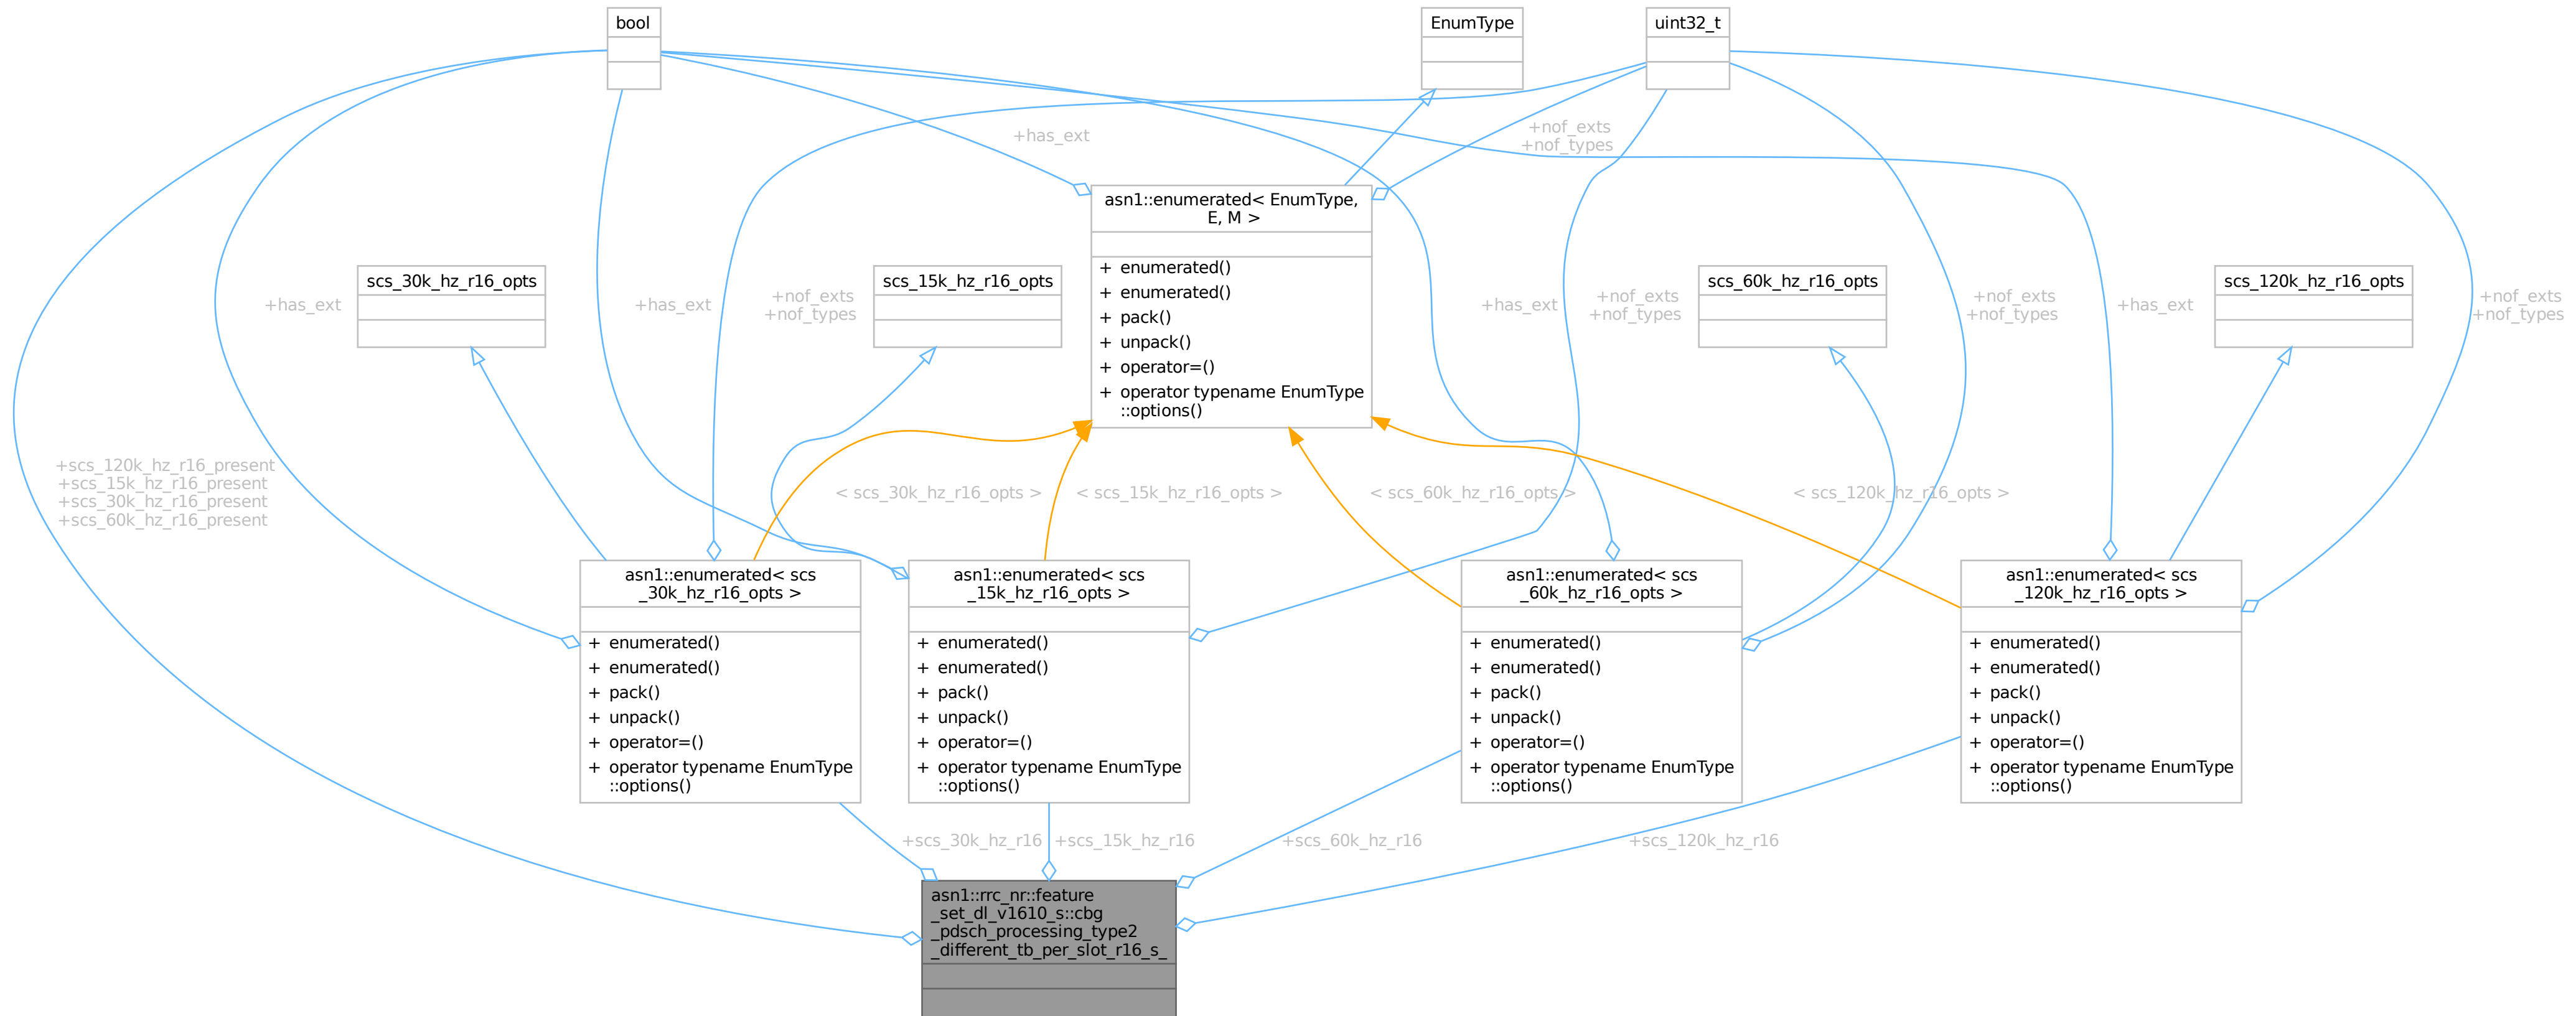 bool
EnumType
uint32_t
+has_ext
+nof_exts
+nof_types
asn1::enumerated< EnumType,
E, M >
+ enumerated()
+ enumerated()
+ pack()
+ unpack()
+ operator=()
+ operator typename EnumType
::options()
scs_30k_hz_r16_opts
scs_15k_hz_r16_opts
scs_60k_hz_r16_opts
scs_120k_hz_r16_opts
+has_ext
+has_ext
+nof_exts
+nof_types
+has_ext
+nof_exts
+nof_types
+nof_exts
+nof_types
+has_ext
+nof_exts
+nof_types
+scs_120k_hz_r16_present
+scs_15k_hz_r16_present
+scs_30k_hz_r16_present
+scs_60k_hz_r16_present
< scs_30k_hz_r16_opts >
< scs_15k_hz_r16_opts >
< scs_60k_hz_r16_opts >
< scs_120k_hz_r16_opts >
asn1::enumerated< scs
_30k_hz_r16_opts >
+ enumerated()
+ enumerated()
+ pack()
+ unpack()
+ operator=()
+ operator typename EnumType
::options()
asn1::enumerated< scs
_15k_hz_r16_opts >
+ enumerated()
+ enumerated()
+ pack()
+ unpack()
+ operator=()
+ operator typename EnumType
::options()
asn1::enumerated< scs
_60k_hz_r16_opts >
+ enumerated()
+ enumerated()
+ pack()
+ unpack()
+ operator=()
+ operator typename EnumType
::options()
asn1::enumerated< scs
_120k_hz_r16_opts >
+ enumerated()
+ enumerated()
+ pack()
+ unpack()
+ operator=()
+ operator typename EnumType
::options()
+scs_30k_hz_r16
+scs_15k_hz_r16
+scs_60k_hz_r16
+scs_120k_hz_r16
asn1::rrc_nr::feature
_set_dl_v1610_s::cbg
_pdsch_processing_type2
_different_tb_per_slot_r16_s_